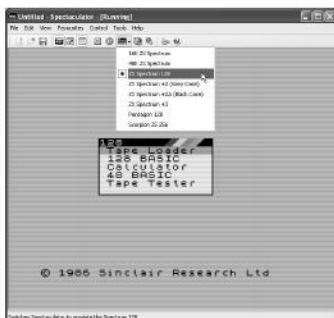 Untitled - Spectaculator - [Running]
File Edit View Favourites Control Tools Help
16K ZX Spectrum
48K ZX Spectrum
ZX Spectrum 128
ZX Spectrum +2 (Grey Case)
ZX Spectrum +2A (Black Case)
ZX Spectrum +3
Pentagon 128
Scorpion ZS 256
128
Tape Loader
128 BASIC
Calculator
48 BASIC
Tape Tester
© 1986 Sinclair Research Ltd
Spectrum 128